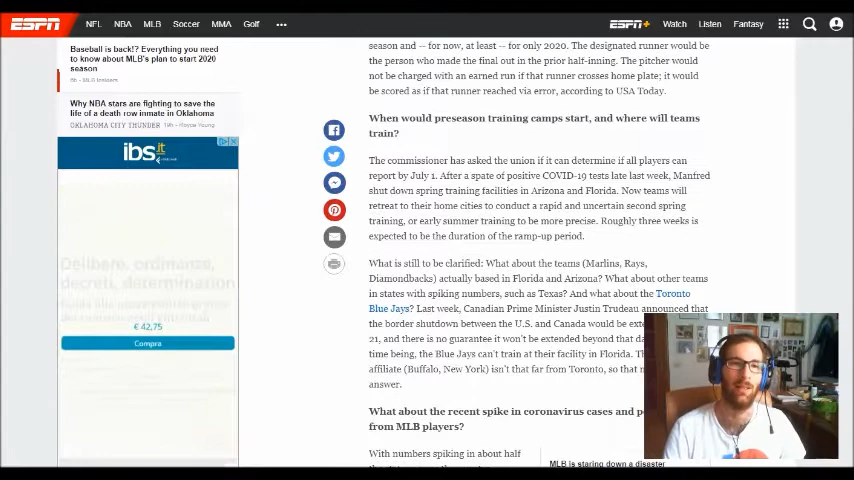 ESPN
NFL NBA MLB Soccer MMA Golf •••
ESPN+ Watch Listen Fantasy
Baseball is back!? Everything you need
to know about MLB's plan to start 2020
season
MLB Insiders
Why NBA stars are fighting to save the
life of a death row inmate in Oklahoma
OKLAHOMA CITY THUNDER 19h - Royce Young
ibs.it
Delibere, ordinanze,
decreti, determination
€ 42,75
Compra
season and -- for now, at least -- for only 2020. The designated runner would be
the person who made the final out in the prior half-inning. The pitcher would
not be charged with an earned run if that runner crosses home plate; it would
be scored as if that runner reached via error, according to USA Today.
When would preseason training camps start, and where will teams
train?
The commissioner has asked the union if it can determine if all players can
report by July 1. After a spate of positive COVID-19 tests late last week, Manfred
shut down spring training facilities in Arizona and Florida. Now teams will
retreat to their home cities to conduct a rapid and uncertain second spring
training, or early summer training to be more precise. Roughly three weeks is
expected to be the duration of the ramp-up period.
What is still to be clarified: What about the teams (Marlins, Rays,
Diamondbacks) actually based in Florida and Arizona? What about other teams
in states with spiking numbers, such as Texas? And what about the Toronto
Blue Jays? Last week, Canadian Prime Minister Justin Trudeau announced that
the border shutdown between the U.S. and Canada would be exte
21, and there is no guarantee it won't be extended beyond that da
time being, the Blue Jays can't train at their facility in Florida. T
affiliate (Buffalo, New York) isn't that far from Toronto, so that m
answer.
What about the recent spike in coronavirus cases and po
from MLB players?
With numbers spiking in about half
MLB is staring down a disaster